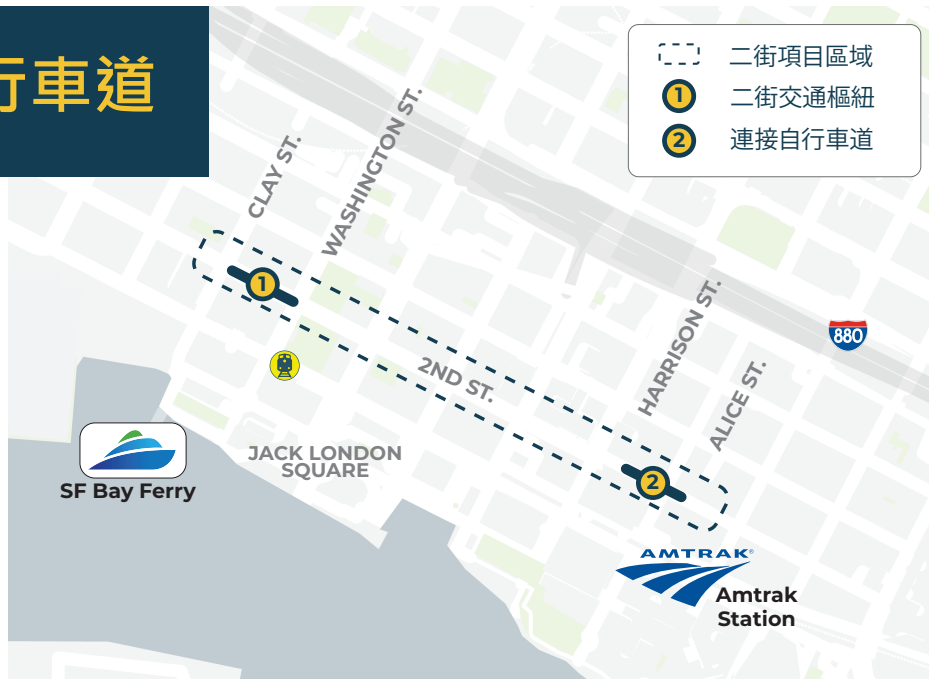 行車道
二街項目區域
1 二街交通樞紐
2 連接自行車道
CLAY ST.
WASHINGTON ST.
1
2ND ST.
HARRISON ST.
ALICE ST.
880
JACK LONDON
SQUARE
SF Bay Ferry
2
AMTRAK®
Amtrak
Station